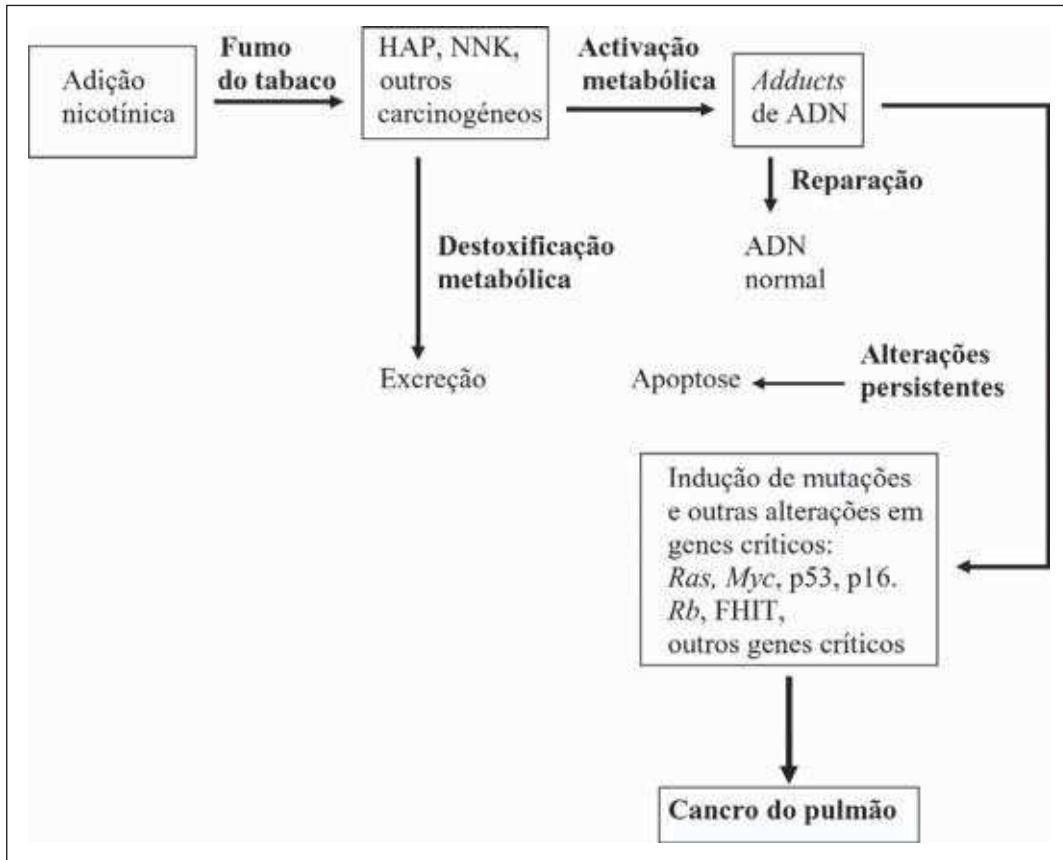 Adição
nicotínica
Fumo
do tabaco
HAP, NNK,
outros
carcinogéneos
Activação
metabólica
Adducts
de ADN
Reparação
ADN
normal
Destoxificação
metabólica
Excreção
Apoptose
Alterações
persistentes
Indução de mutações
e outras alterações em
genes críticos:
Ras, Myc, p53, p16.
Rb, FHIT,
outros genes críticos
Cancro do pulmão